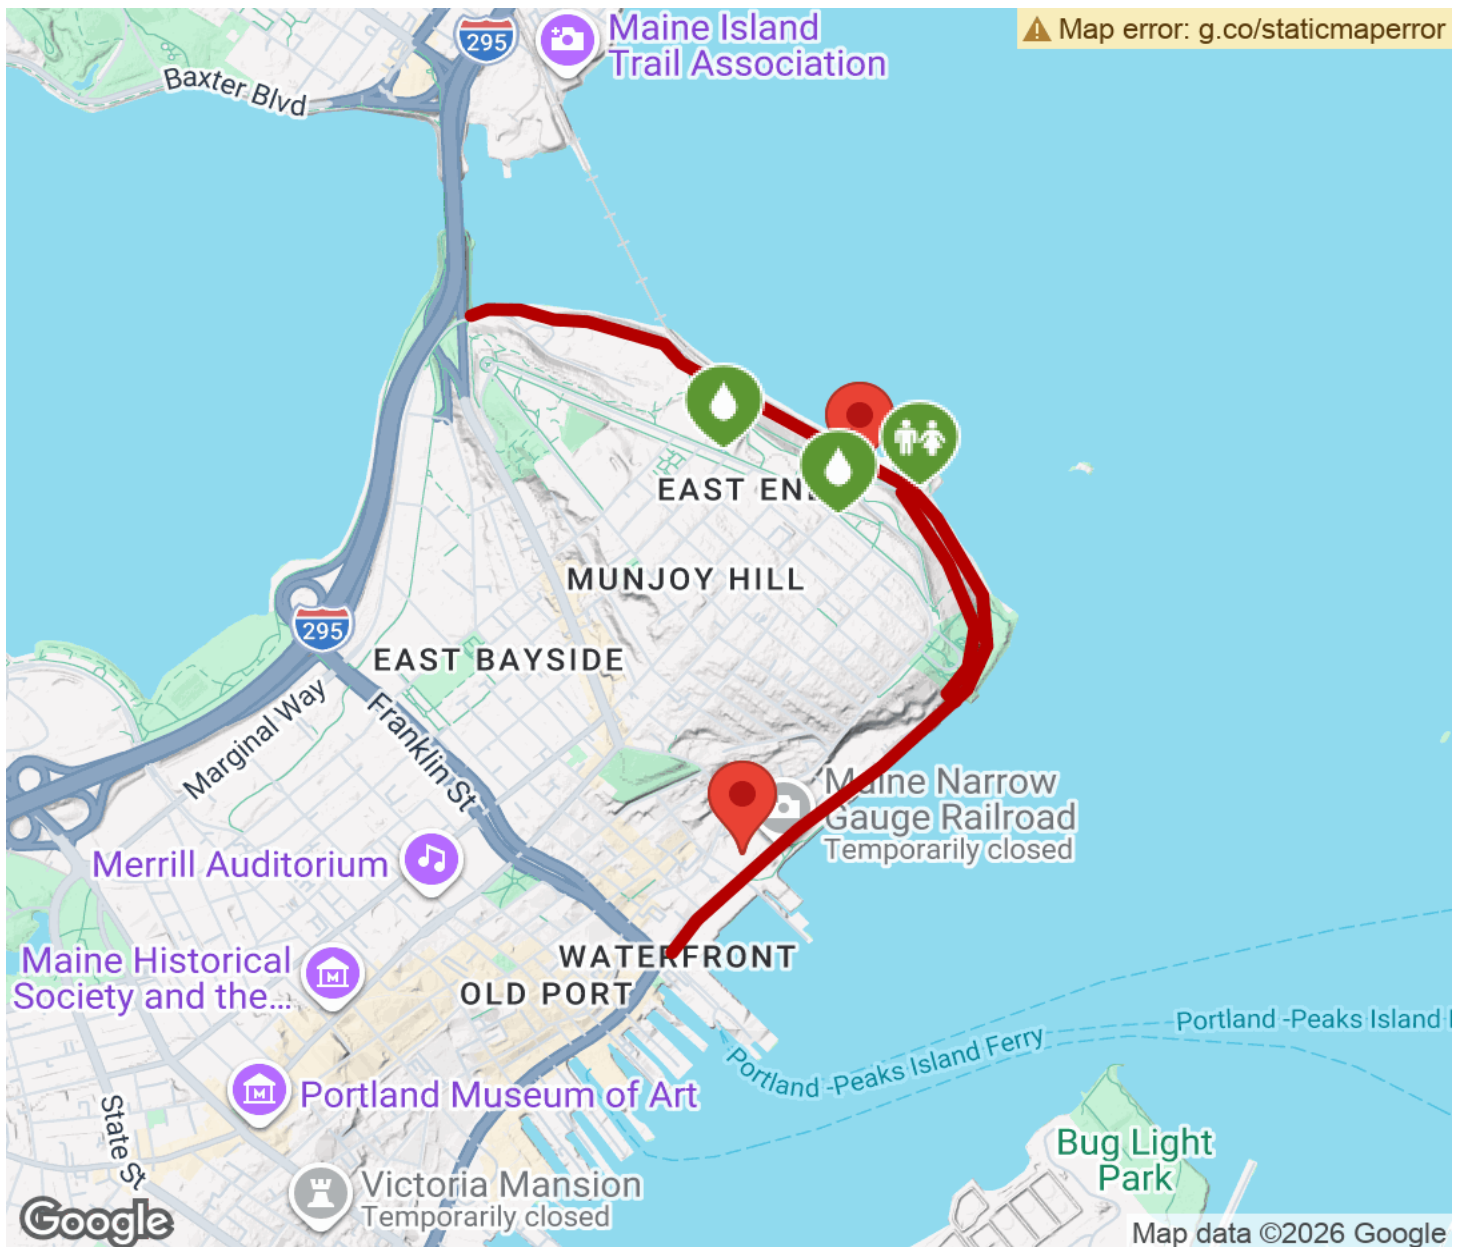 Maine Island
Trail Association
Map error: g.co/staticmaperror
295
Baxter Blvd
EAST EN
MUNJOY HILL
295
EAST BAYSIDE
Marginal Way
Franklin St
Maine Narrow
Gauge Railroad
Temporarily closed
Merrill Auditorium
WATERFRONT
Maine Historical
Society and the...
OLD PORT
Portland -Peaks Island
Portland -Peaks Island Ferry
Portland Museum of Art
State St
Bug Light
Park
Victoria Mansion
Temporarily closed
Google
Map data ©2026 Google